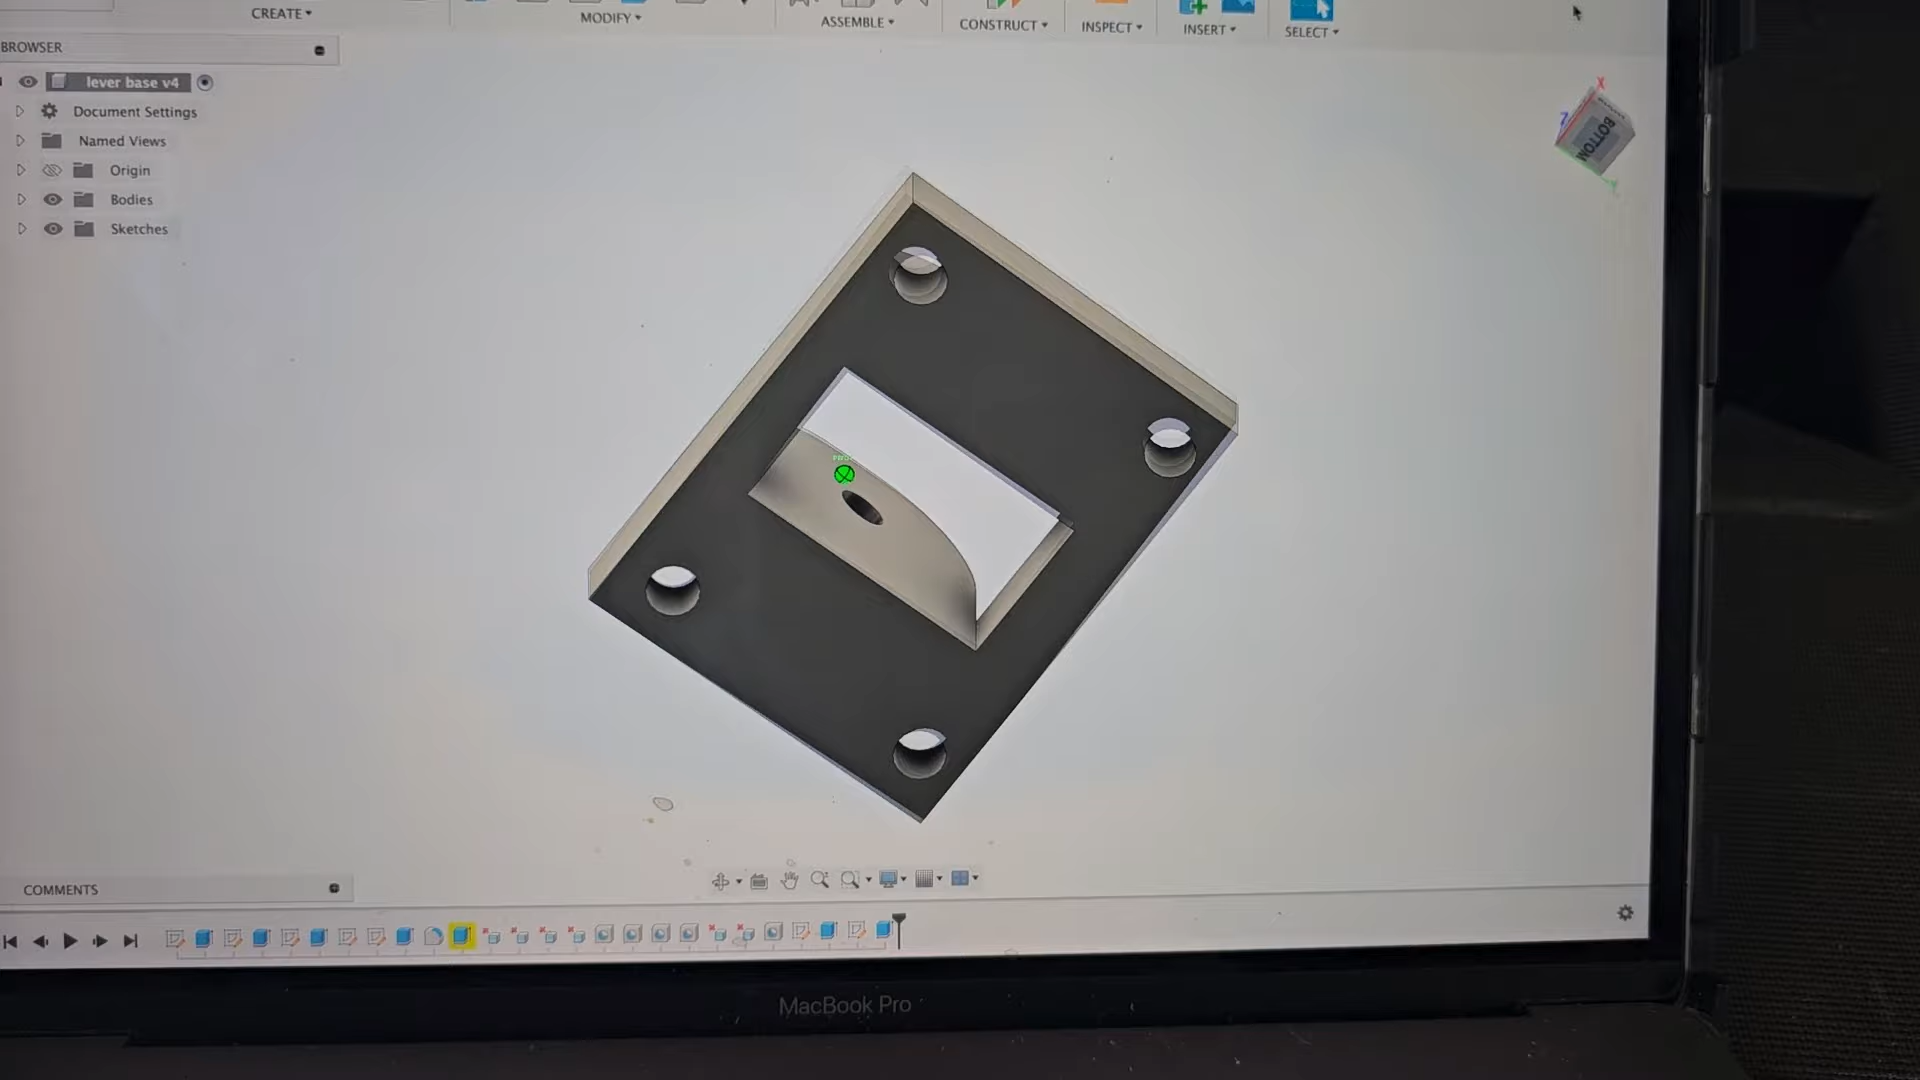 CREATE
MODIFY
ASSEMBLE
CONSTRUCT
INSPECT
INSERT
SELECT
BROWSER
lever base v4
Document Settings
Named Views
Origin
Bodies
Sketches
X
Z
BOTTOM
COMMENTS
MacBook Pro